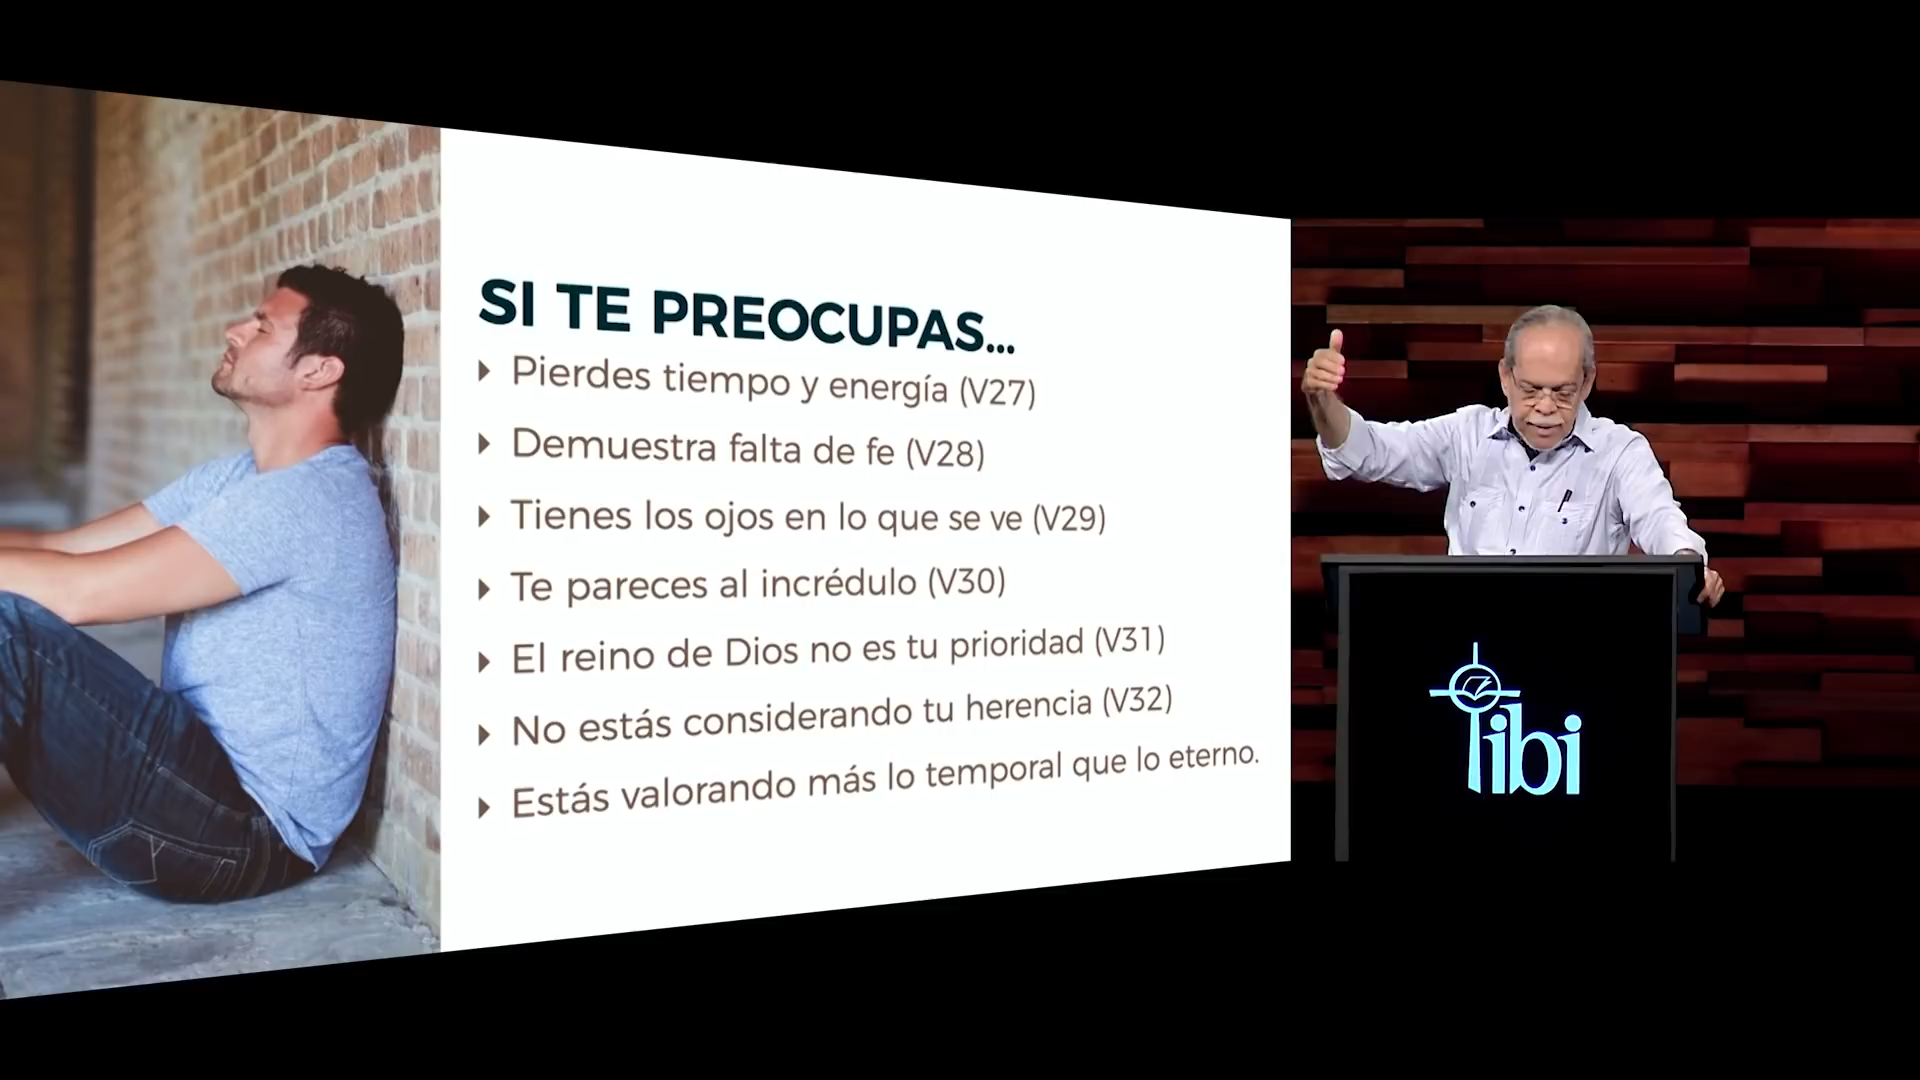 SI TE PREOCUPAS...
Pierdes tiempo y energía (V27)
Demuestra falta de fe (V28)
Tienes los ojos en lo que se ve (V29)
Te pareces al incrédulo (V30)
El reino de Dios no es tu prioridad (V31)
No estás considerando tu herencia (V32)
Estás valorando más lo temporal que lo eterno.
ibi